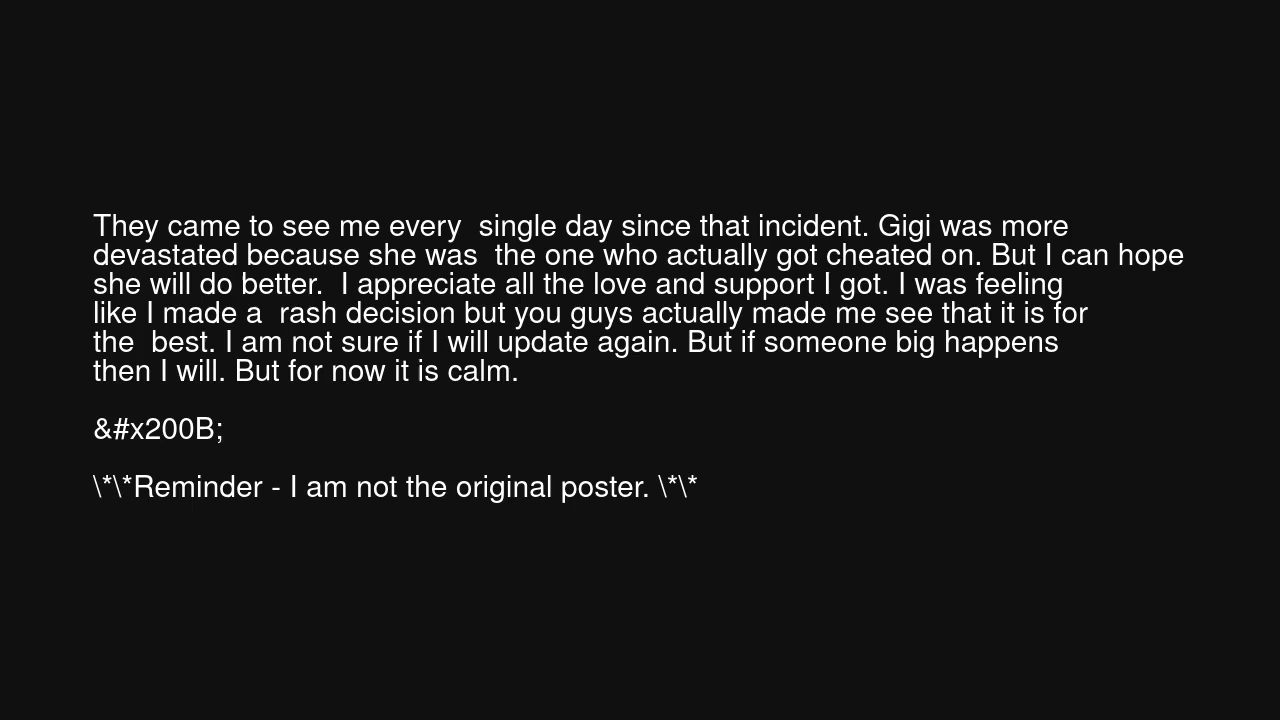 They came to see me every  single day since that incident. Gigi was more
devastated because she was  the one who actually got cheated on. But I can hope
she will do better.  I appreciate all the love and support I got. I was feeling
like I made a  rash decision but you guys actually made me see that it is for
the  best. I am not sure if I will update again. But if someone big happens
then I will. But for now it is calm.
&#x200B;
\*\*Reminder - I am not the original poster. \*\*